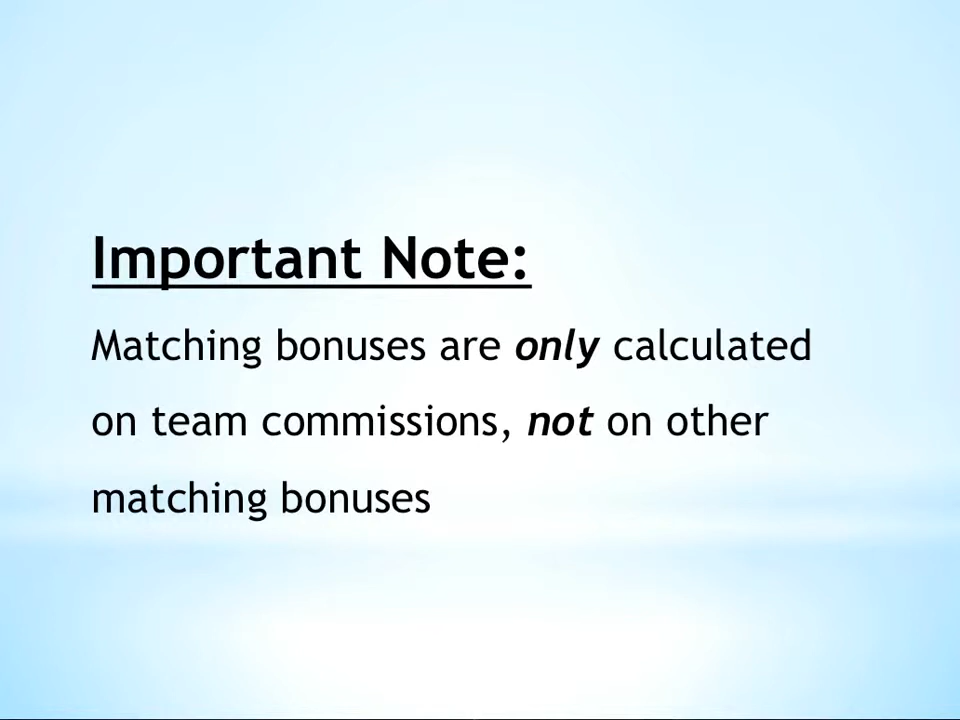 Important Note:
Matching bonuses are only calculated
on team commissions, not on other
matching bonuses